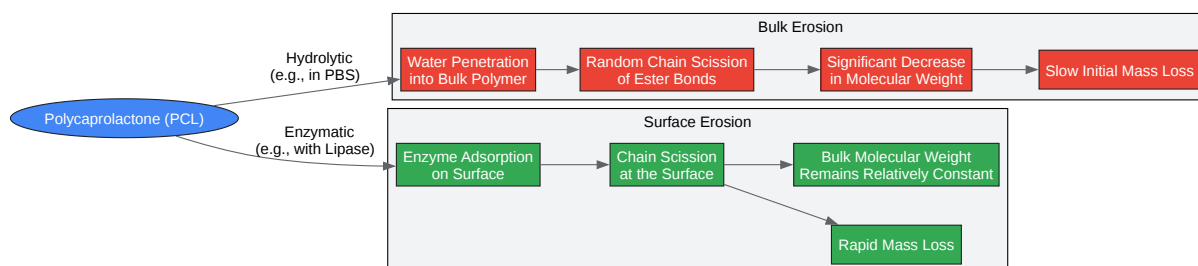 Bulk Erosion
Hydrolytic
(e.g., in PBS)
Water Penetration
into Bulk Polymer
Random Chain Scission
of Ester Bonds
Significant Decrease
in Molecular Weight
Slow Initial Mass Loss
Polycaprolactone (PCL)
Surface Erosion
Enzymatic
(e.g., with Lipase)
Enzyme Adsorption
on Surface
Chain Scission
at the Surface
Bulk Molecular Weight
Remains Relatively Constant
Rapid Mass Loss